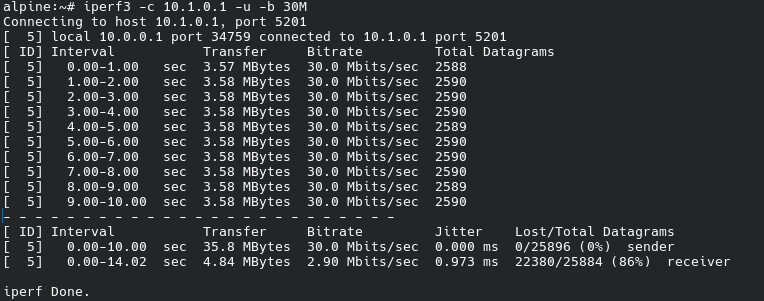 alpine:~# iperf3 -c 10.1.0.1 -u -b 30M
Connecting to host 10.1.0.1, port 5201
[  5] local 10.0.0.1 port 34759 connected to 10.1.0.1 port 5201
[ ID] Interval           Transfer     Bitrate         Total Datagrams
[  5]   0.00-1.00   sec  3.57 MBytes  30.0 Mbits/sec  2588
[  5]   1.00-2.00   sec  3.58 MBytes  30.0 Mbits/sec  2590
[  5]   2.00-3.00   sec  3.58 MBytes  30.0 Mbits/sec  2590
[  5]   3.00-4.00   sec  3.58 MBytes  30.0 Mbits/sec  2590
[  5]   4.00-5.00   sec  3.58 MBytes  30.0 Mbits/sec  2589
[  5]   5.00-6.00   sec  3.58 MBytes  30.0 Mbits/sec  2590
[  5]   6.00-7.00   sec  3.58 MBytes  30.0 Mbits/sec  2590
[  5]   7.00-8.00   sec  3.58 MBytes  30.0 Mbits/sec  2590
[  5]   8.00-9.00   sec  3.58 MBytes  30.0 Mbits/sec  2589
[  5]   9.00-10.00  sec  3.58 MBytes  30.0 Mbits/sec  2590
- - - - - - - - - - - - - - - - - - - - - - - - -
[ ID] Interval           Transfer     Bitrate         Jitter    Lost/Total Datagrams
[  5]   0.00-10.00  sec  35.8 MBytes  30.0 Mbits/sec  0.000 ms  0/25896 (0%)  sender
[  5]   0.00-14.02  sec  4.84 MBytes  2.90 Mbits/sec  0.973 ms  22380/25884 (86%)  receiver

iperf Done.